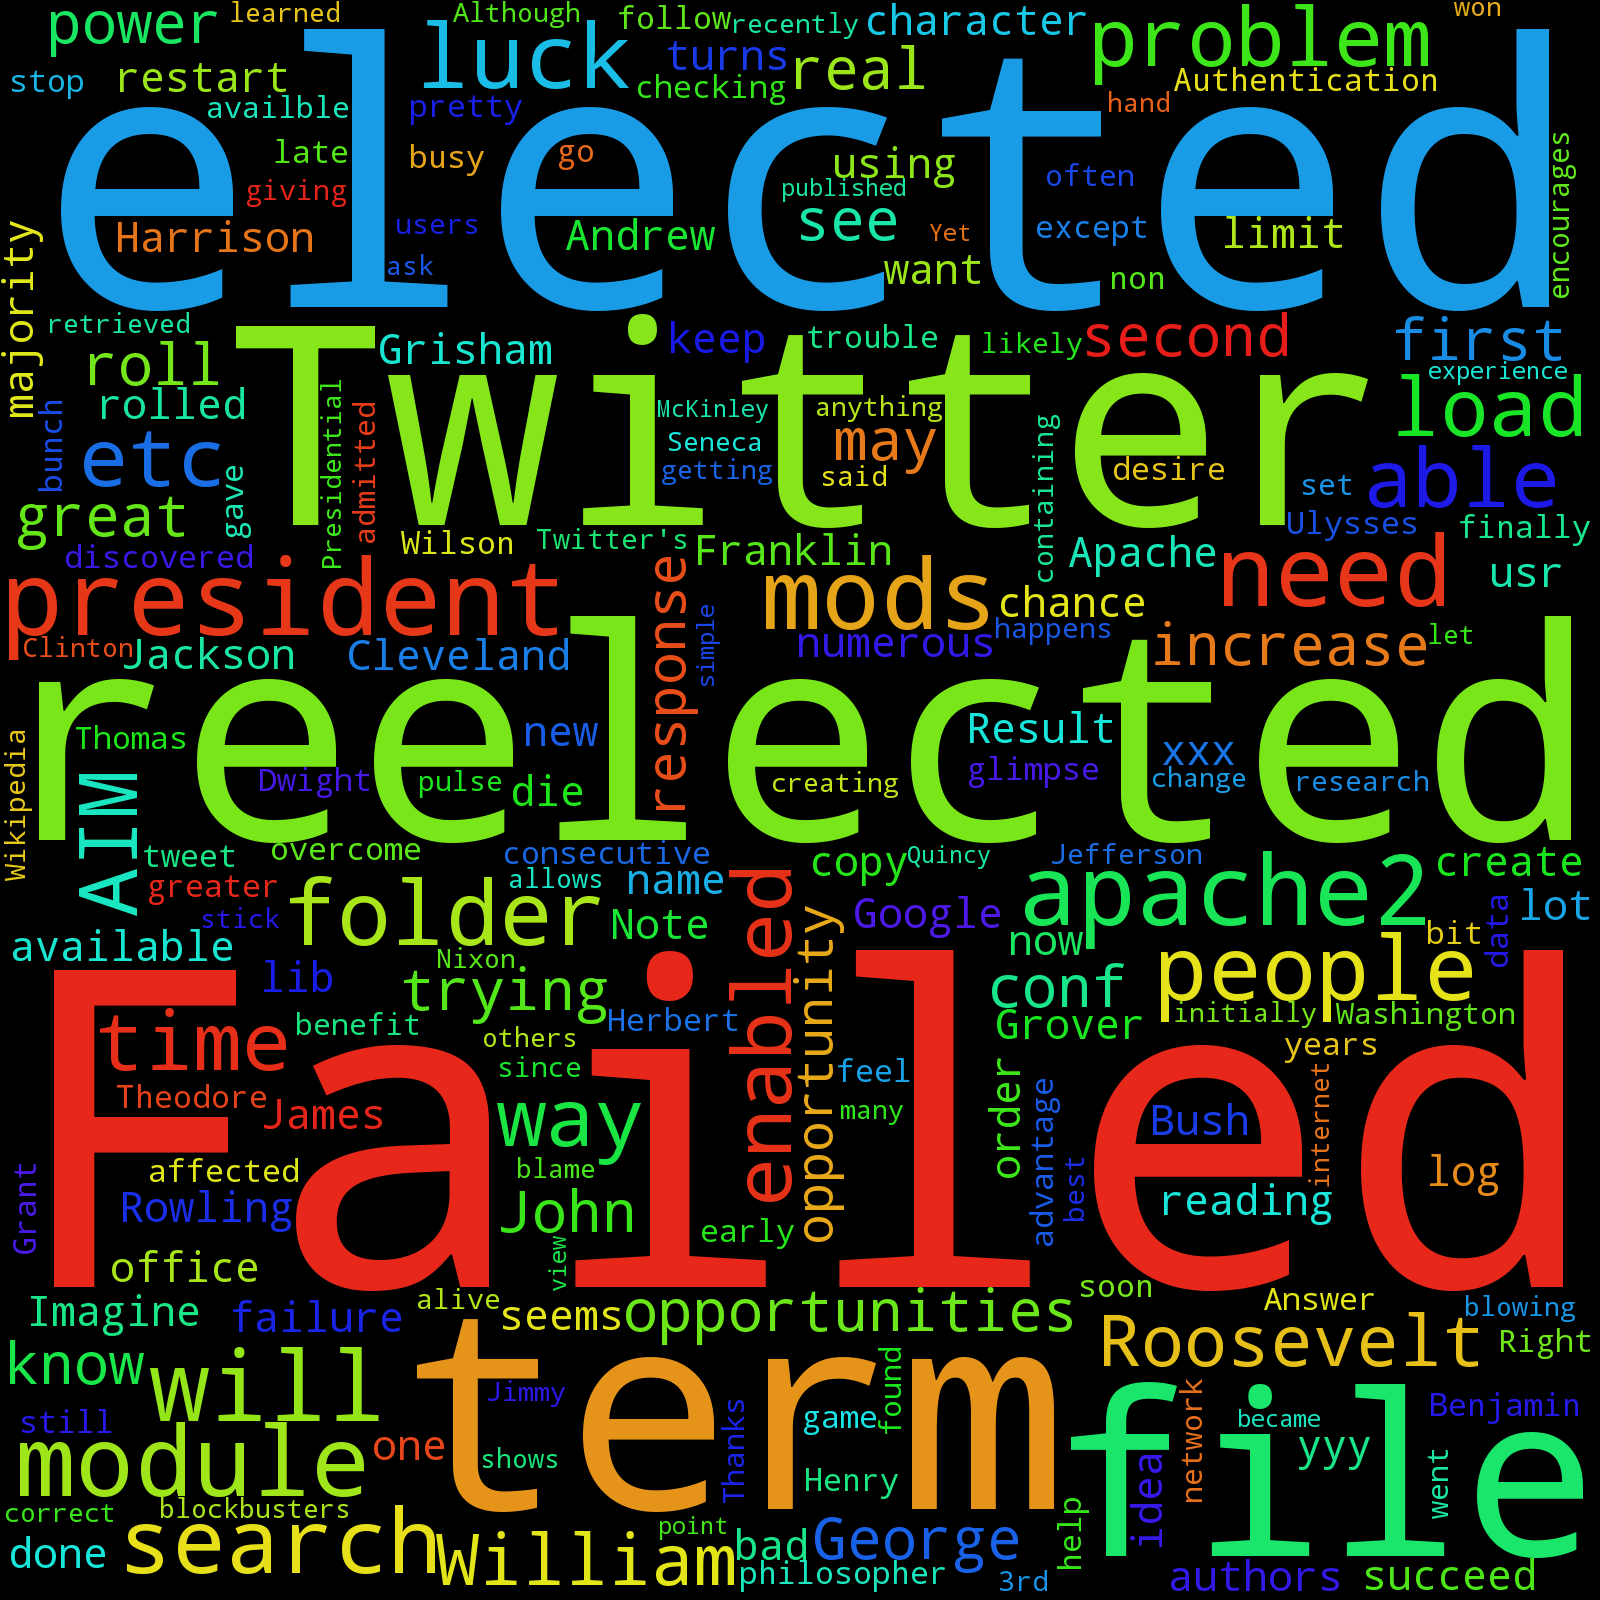 power
learned
Although
follow
recently
character
won
luck
turns
real
problem
stop
restart
checking
Authentication
availble
pretty
hand
elected
late
busy
go
using
often
encourages
giving
published
users
Harrison
Andrew
see
Yet
except
limit
majority
ask
want
non
retrieved
Grisham
keep
trouble
likely
second
first
roll
experience
Twitter
rolled
McKinley
anything
load
bunch
etc
Presidential
admitted
Seneca
may
containing
desire
able
getting
said
set
great
gave
Ulysses
finally
discovered
Wilson
Twitter's
Franklin
Apache
need
usr
president
mods
chance
response
simple
numerous
happens
increase
let
Clinton
Jackson
Cleveland
reelected
Thomas
new
Result
xxx
Wikipedia
Dwight
pulse
die
creating
glimpse
change
research
AIM
tweet
overcome
consecutive
copy
Quincy
Jefferson
create
greater
allows
name
enabled
apache2
stick
folder
Note
Google
lot
available
now
bit
data
Nixon
opportunity
people
lib
trying
conf
Failed
time
benefit
Herbert
Grover
initially
Washington
others
years
since
feel
Theodore
James
way
many
order
advantage
Bush
internet
affected
blame
best
log
Grant
Rowling
John
reading
early
office
view
Imagine
failure
alive
seems
opportunities
soon
Answer
blowing
know
Roosevelt
Right
will
term
Jimmy
found
file
still
Thanks
game
became
Benjamin
module
one
shows
Henry
network
yyy
went
correct
blockbusters
idea
search
point
done
William
bad
George
help
philosopher
3rd
authors
succeed